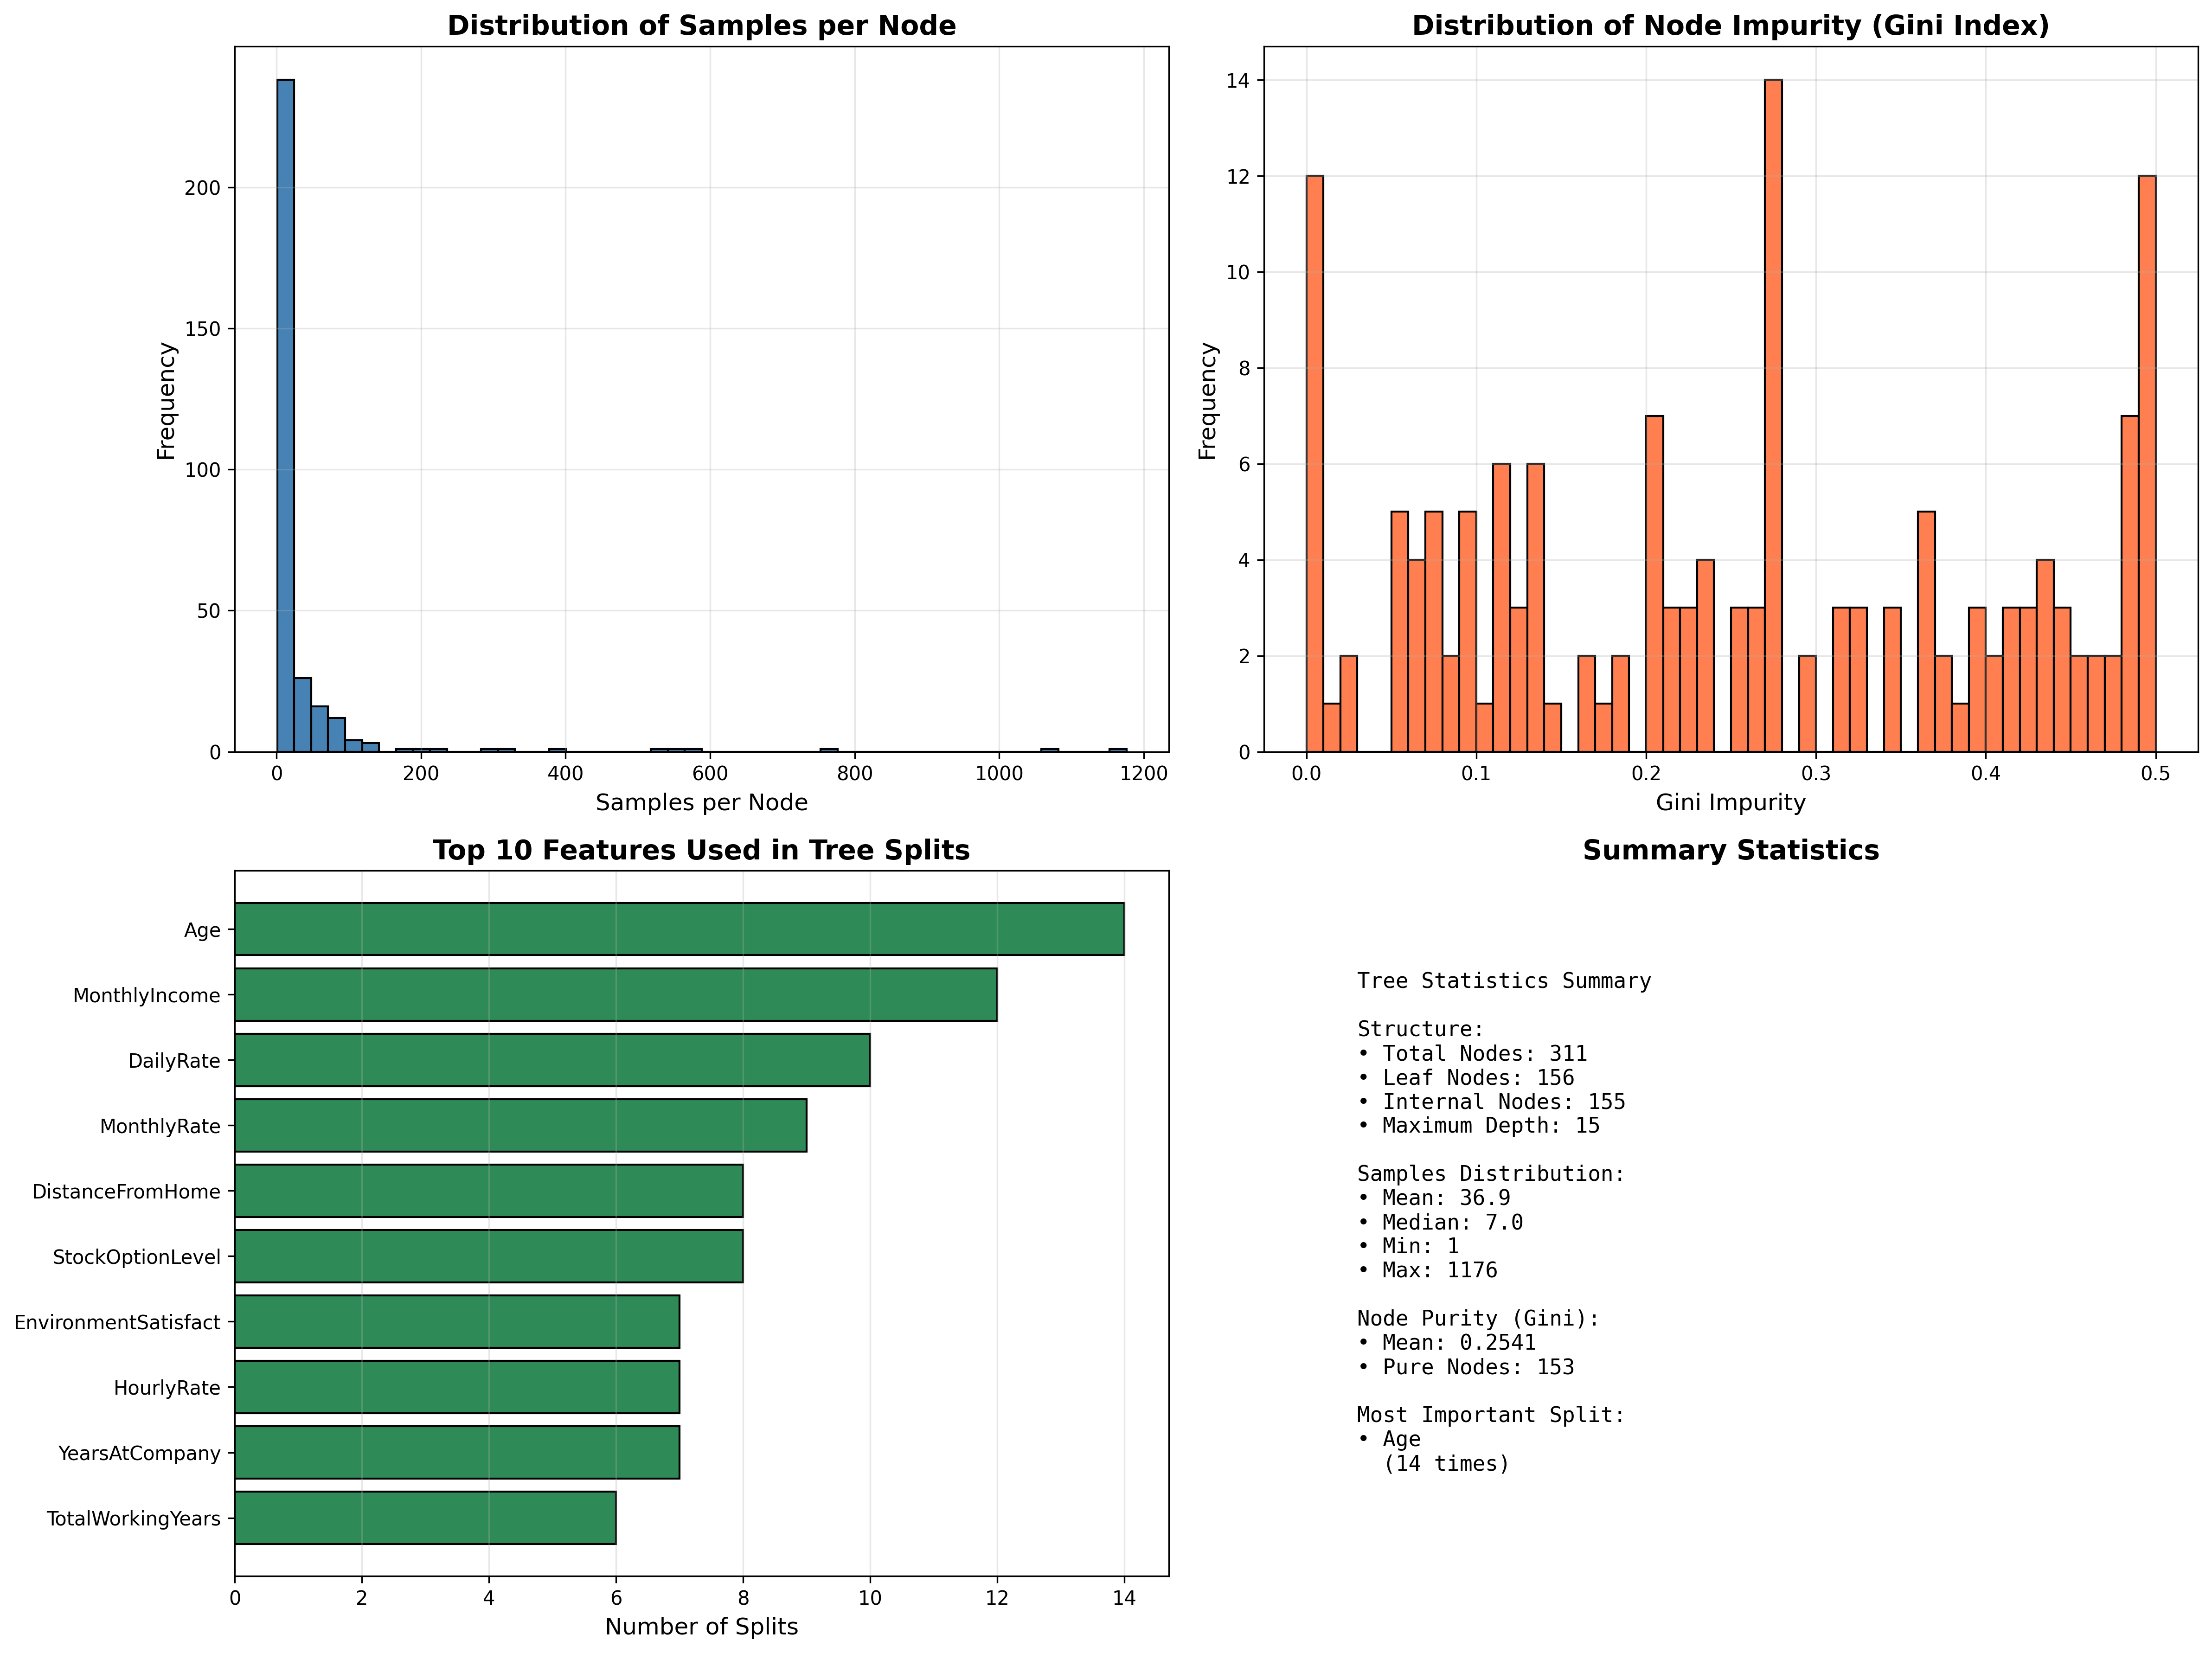 Distribution of Samples per Node
Frequency
200
150
100
50
0
0 200 400 600 800 1000 1200
Samples per Node
Distribution of Node Impurity (Gini Index)
Frequency
14
12
10
8
6
4
2
0
0.0 0.1 0.2 0.3 0.4 0.5
Gini Impurity
Top 10 Features Used in Tree Splits
Age
MonthlyIncome
DailyRate
MonthlyRate
DistanceFromHome
StockOptionLevel
EnvironmentSatisfact
HourlyRate
YearsAtCompany
TotalWorkingYears
0 2 4 6 8 10 12 14
Number of Splits
Summary Statistics
Tree Statistics Summary
Structure:
• Total Nodes: 311
• Leaf Nodes: 156
• Internal Nodes: 155
• Maximum Depth: 15
Samples Distribution:
• Mean: 36.9
• Median: 7.0
• Min: 1
• Max: 1176
Node Purity (Gini):
• Mean: 0.2541
• Pure Nodes: 153
Most Important Split:
• Age
(14 times)